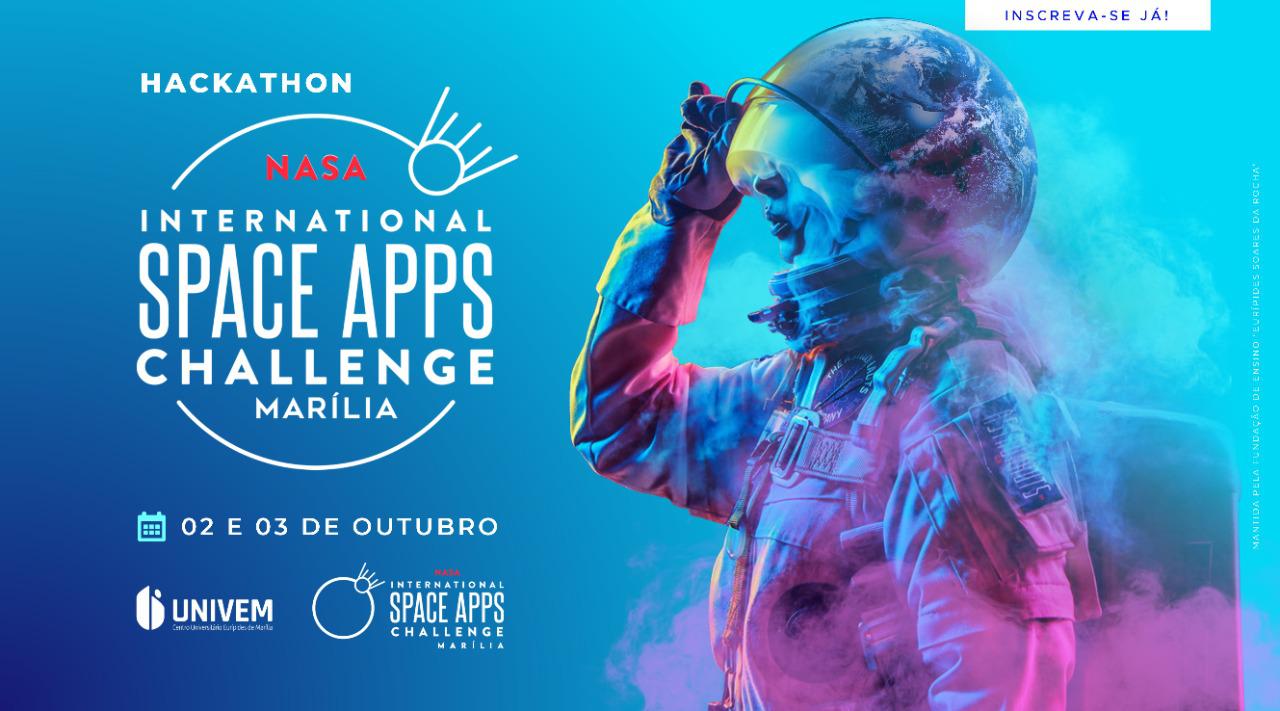 INSCREVA-SE JÁ!
HACKATHON
NASA
INTERNATIONAL
SPACE APPS
CHALLENGE
MARÍLIA
02 E 03 DE OUTUBRO
UNIVEM
Centro Universitário Eurípides de Marília
NASA
INTERNATIONAL
SPACE APPS
CHALLENGE
MARÍLIA
MANTIDA PELA FUNDAÇÃO DE ENSINO "EURÍPIDES SOARES DA ROCHA"